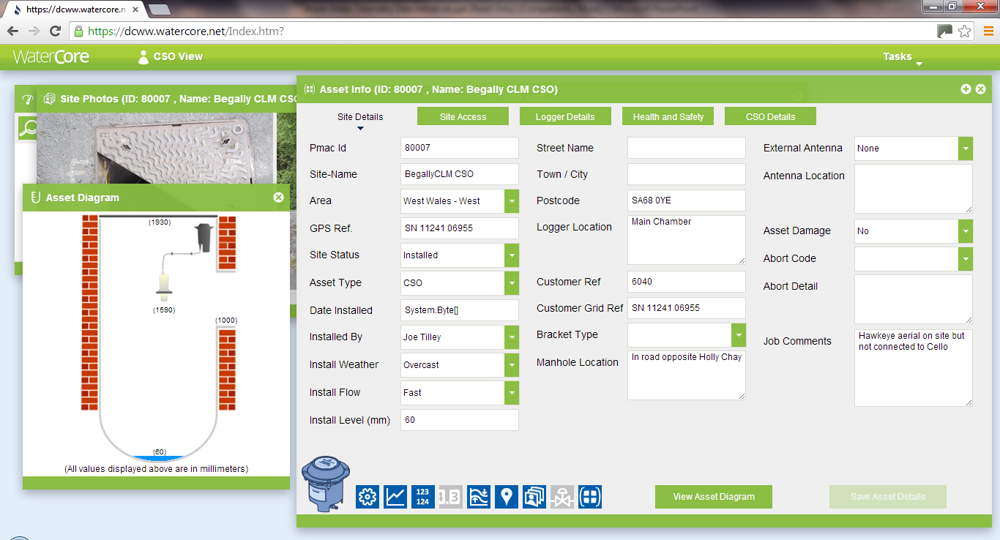 https://dcww.watercore.n
https://dcww.watercore.net/Index.htm?
WaterCore
CSO View
Tasks
Site Photos (ID: 80007 , Name: Begally CLM CSO
Asset Diagram
(1930)
(1590)
(1000)
(60)
(All values displayed above are in millimeters)
Asset Info (ID: 80007 , Name: Begally CLM CSO)
Site Details
Site Access
Logger Details
Health and Safety
CSO Details
Pmac Id
80007
Site-Name
BegallyCLM CSO
Area
West Wales - West
GPS Ref.
SN 11241 06955
Site Status
Installed
Asset Type
CSO
Date Installed
System.Byte[]
Installed By
Joe Tilley
Install Weather
Overcast
Install Flow
Fast
Install Level (mm)
60
Street Name
Town / City
Postcode
SA68 0YE
Logger Location
Main Chamber
Customer Ref
6040
Customer Grid Ref
SN 11241 06955
Bracket Type
Manhole Location
In road opposite Holly Chay
External Antenna
None
Antenna Location
Asset Damage
No
Abort Code
Abort Detail
Job Comments
Hawkeye aerial on site but
not connected to Cello
123
124
View Asset Diagram
Save Asset Details